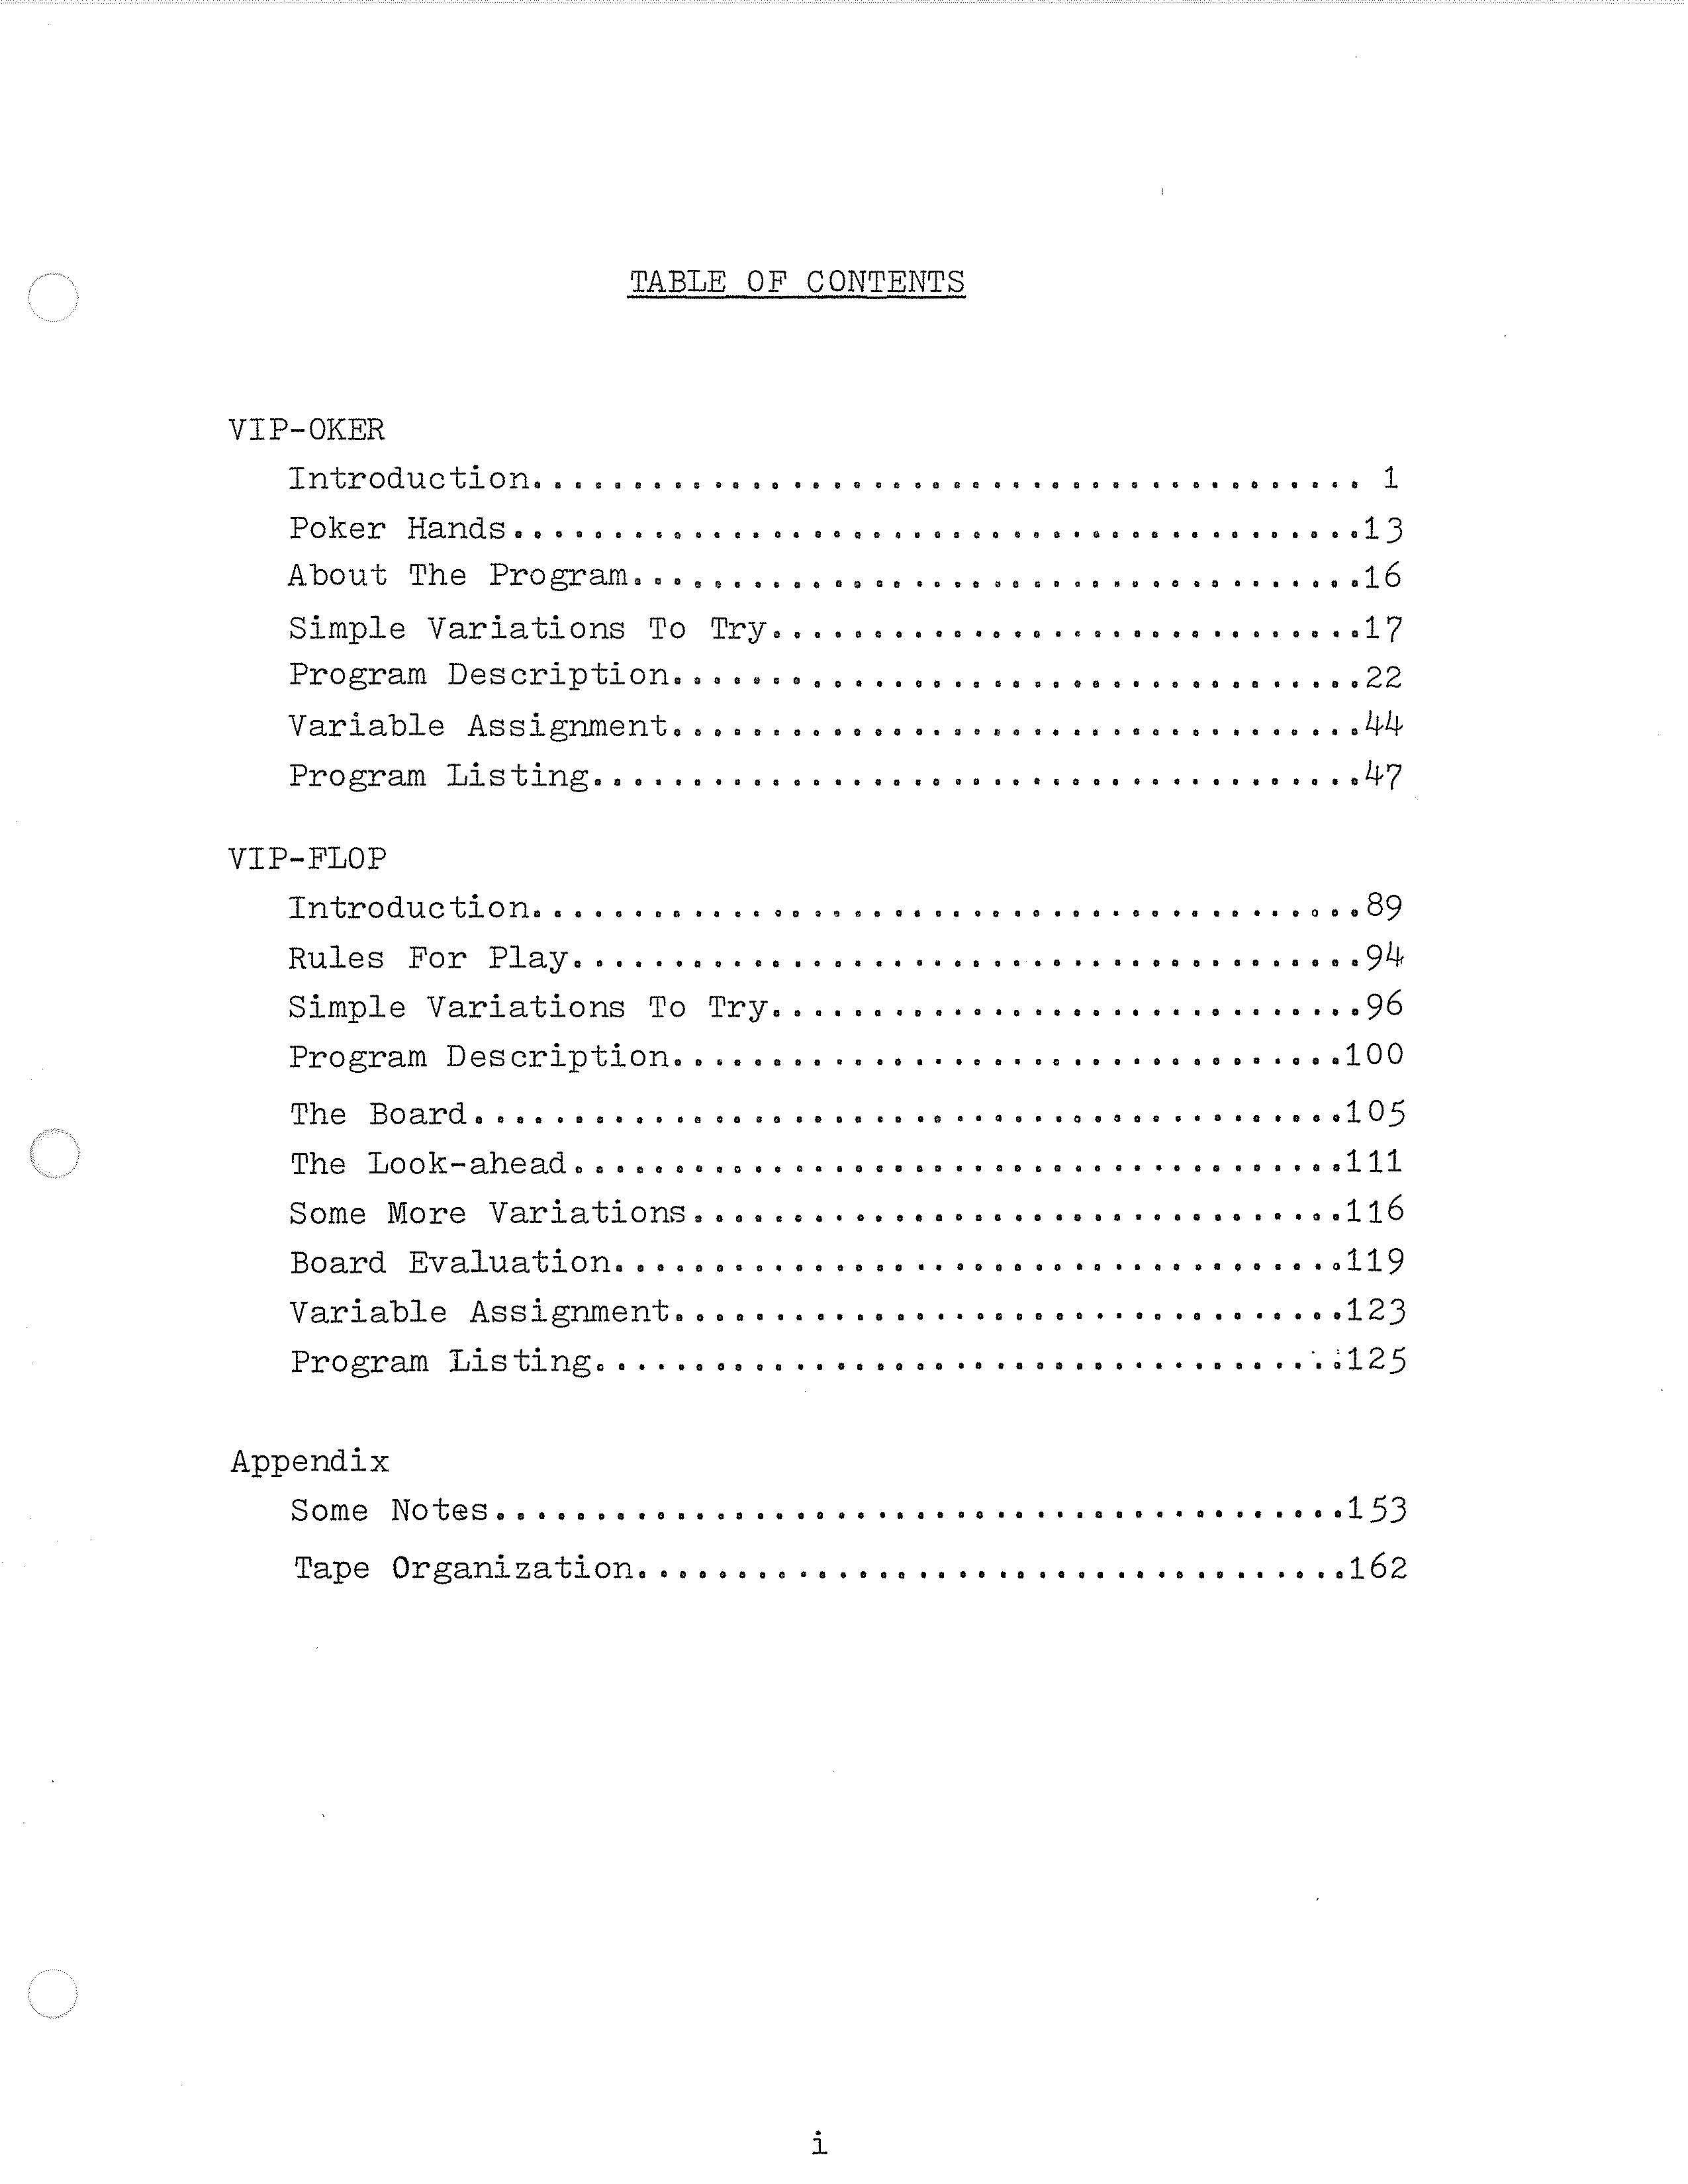 TABLE OF CONTENTS
VIP-OKER
Introduction.......................................... 1
Poker Hands...........................................13
About The Program.....................................16
Simple Variations To Try..............................17
Program Description...................................22
Variable Assignment...................................44
Program Listing.......................................47
VIP-FLOP
Introduction..........................................89
Rules For Play........................................94
Simple Variations To Try..............................96
Program Description..................................100
The Board............................................105
The Look-ahead.......................................111
Some More Variations.................................116
Board Evaluation.....................................119
Variable Assignment..................................123
Program Listing......................................125
Appendix
Some Notes...........................................153
Tape Organization....................................162
i